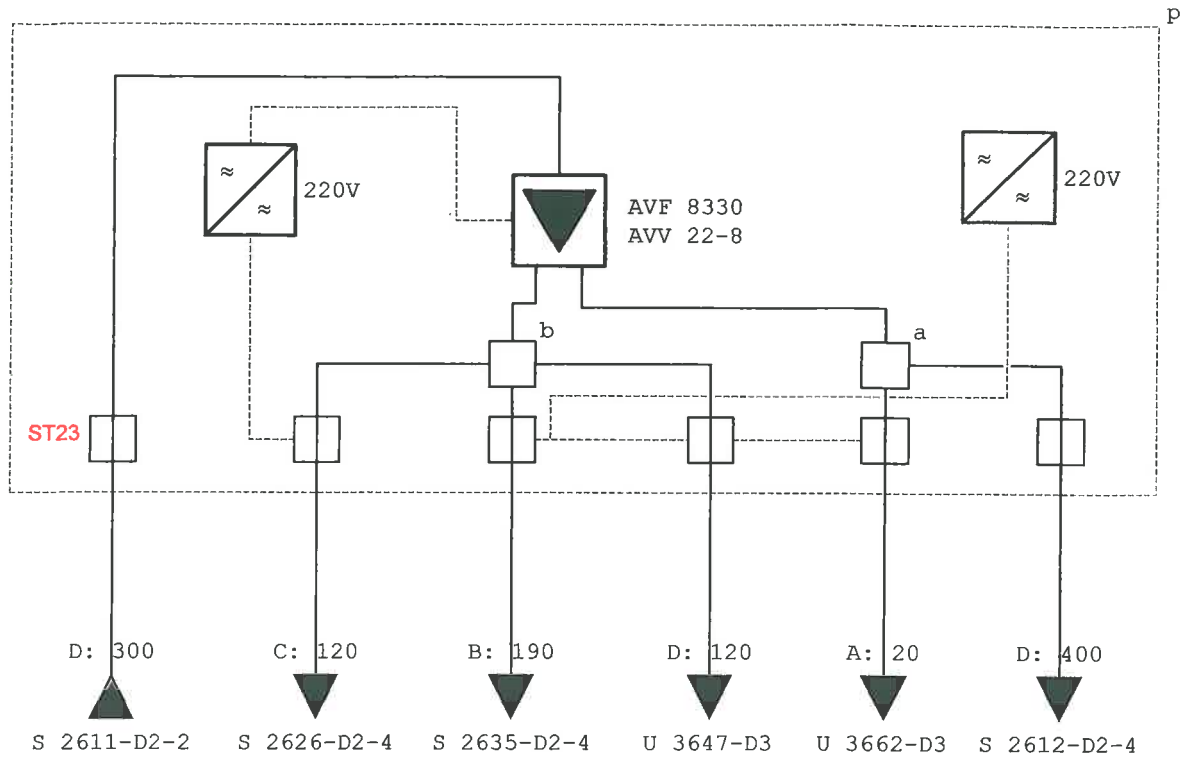 p
220V
220V
AVF 8330
AVV 22-8
b
a
ST23
D: 300
C: 120
B: 190
D: 120
A: 20
D: 400
S 2611-D2-2
S 2626-D2-4
S 2635-D2-4
U 3647-D3
U 3662-D3
S 2612-D2-4